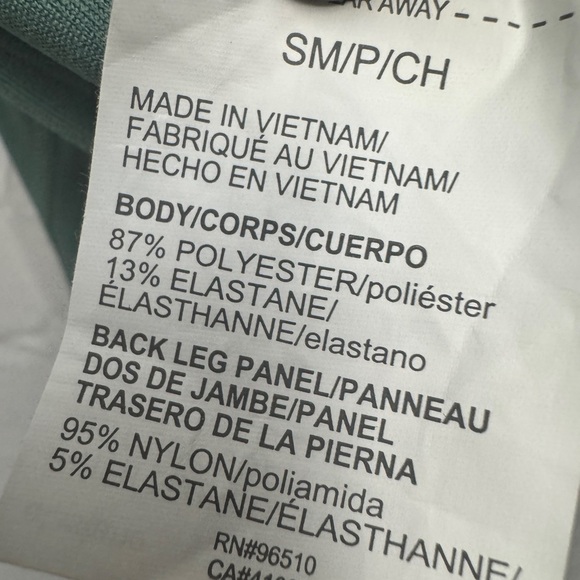 AWAY
SM/P/CH
MADE IN VIETNAM/
FABRIQUÉ AU VIETNAM/
HECHO EN VIETNAM
BODY/CORPS/CUERPO
87% POLYESTER/poliéster
13% ELASTANE/
ÉLASTHANNE/elastano
BACK LEG PANEL/PANNEAU
DOS DE JAMBE/PANEL
TRASERO DE LA PIERNA
95% NYLON/poliamida
5% ELASTANE/ÉLASTHANNE/
RN#96510